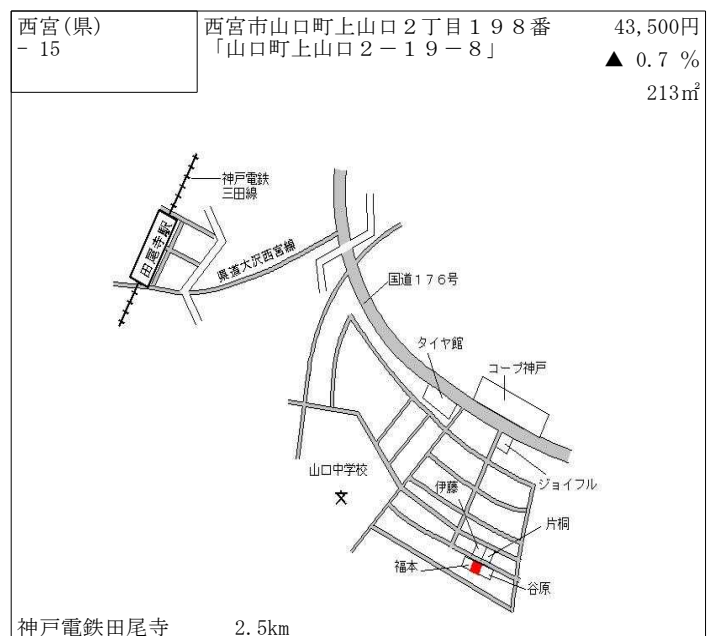 西宮(県)
- 15
西宮市山口町上山口２丁目１９８番
「山口町上山口２－１９－８」
43,500円
▲ 0.7 %
213㎡
神戸電鉄
三田線
田尾寺駅
県道大沢西宮線
国道１７６号
タイヤ館
コープ神戸
山口中学校
文
伊藤
ジョイフル
片桐
福本
谷原
神戸電鉄田尾寺 2.5km